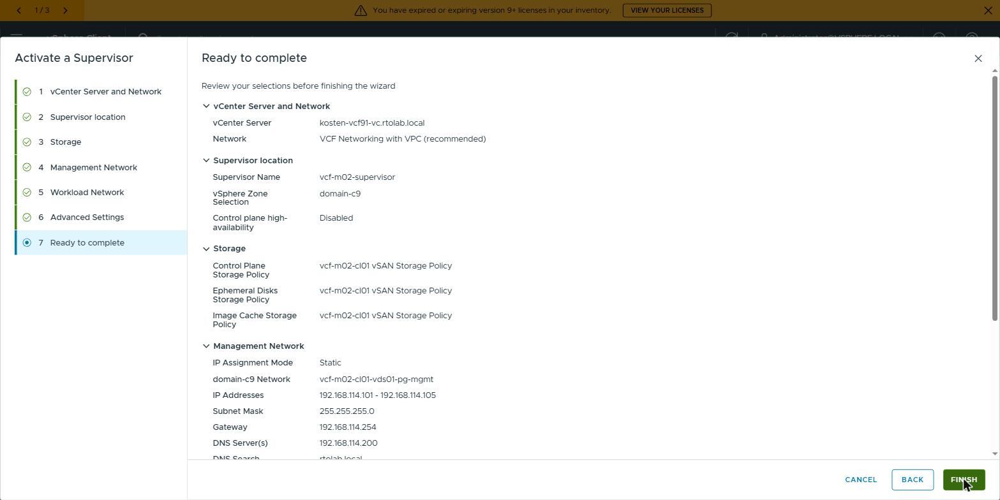 1 / 3
You have expired or expiring version 9+ licenses in your inventory.
VIEW YOUR LICENSES
vSphere Client
Administrator@VSPHERE.LOCAL
Activate a Supervisor
1 vCenter Server and Network
2 Supervisor location
3 Storage
4 Management Network
5 Workload Network
6 Advanced Settings
7 Ready to complete
Ready to complete
Review your selections before finishing the wizard
vCenter Server and Network
vCenter Server kosten-vcf91-vc.rtolab.local
Network VCF Networking with VPC (recommended)
Supervisor location
Supervisor Name vcf-m02-supervisor
vSphere Zone domain-c9
Selection
Control plane high- Disabled
availability
Storage
Control Plane vcf-m02-cl01 vSAN Storage Policy
Storage Policy
Ephemeral Disks vcf-m02-cl01 vSAN Storage Policy
Storage Policy
Image Cache Storage vcf-m02-cl01 vSAN Storage Policy
Policy
Management Network
IP Assignment Mode Static
domain-c9 Network vcf-m02-cl01-vds01-pg-mgmt
IP Addresses 192.168.114.101 - 192.168.114.105
Subnet Mask 255.255.255.0
Gateway 192.168.114.254
DNS Server(s) 192.168.114.200
DNS Search rtolab.local
CANCEL
BACK
FINISH